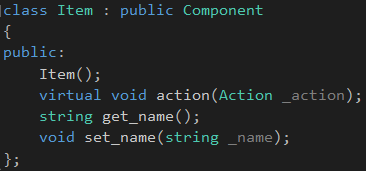 class Item : public Component
{
public:
    Item();
    virtual void action(Action _action);
    string get_name();
    void set_name(string _name);
};